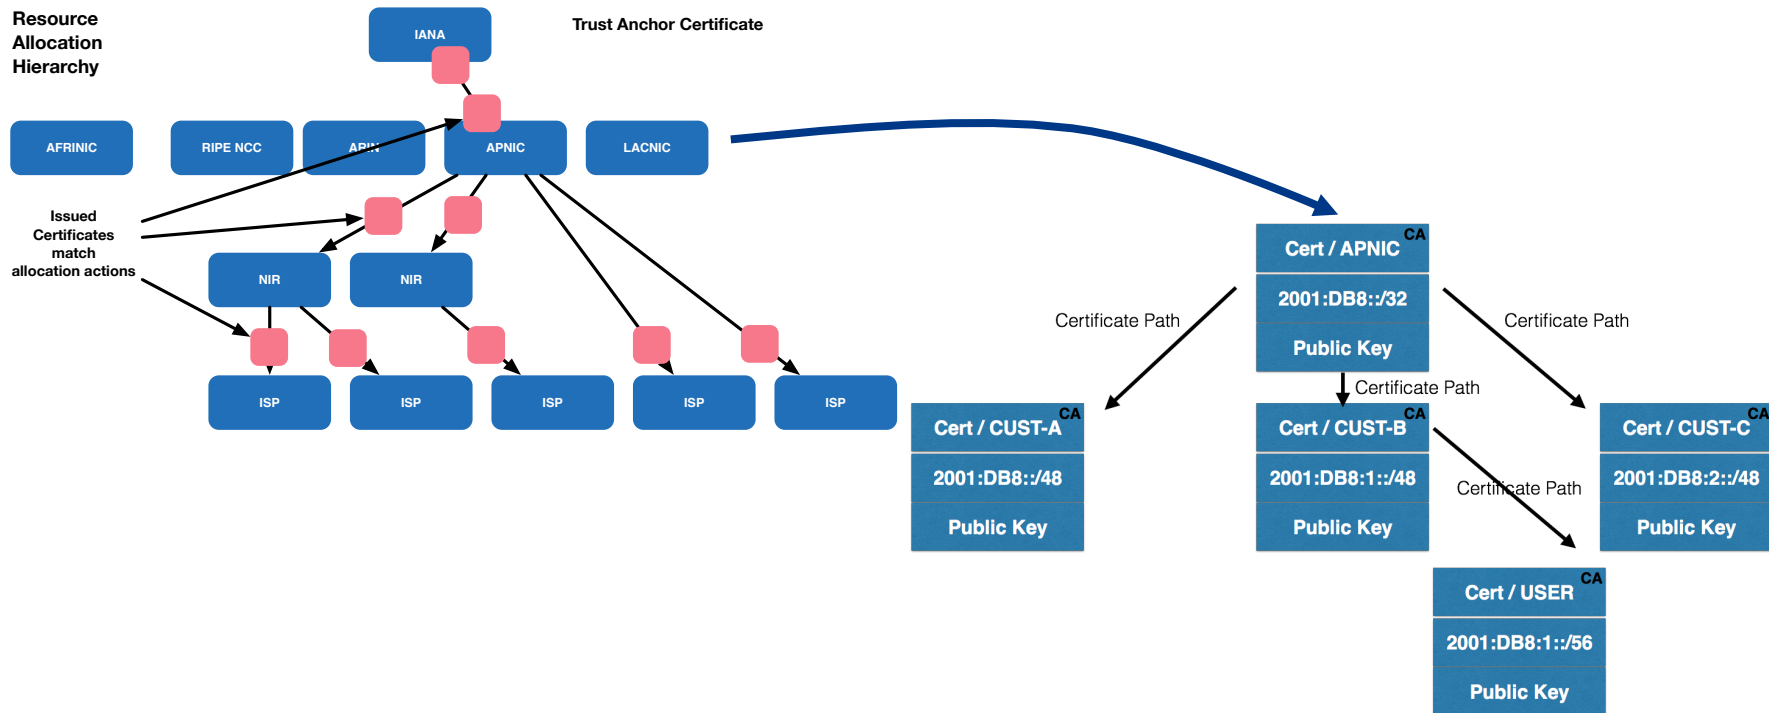 Resource
Allocation
Hierarchy
IANA
Trust Anchor Certificate
AFRINIC
RIPE NCC
ARIN
APNIC
LACNIC
Issued
Certificates
match
allocation actions
NIR
NIR
ISP
ISP
ISP
ISP
ISP
CA
Cert / APNIC
2001:DB8::/32
Public Key
Certificate Path
Certificate Path
Certificate Path
CA
Cert / CUST-A
2001:DB8::/48
Public Key
CA
Cert / CUST-B
2001:DB8:1::/48
Public Key
Certificate Path
CA
Cert / CUST-C
2001:DB8:2::/48
Public Key
CA
Cert / USER
2001:DB8:1::/56
Public Key